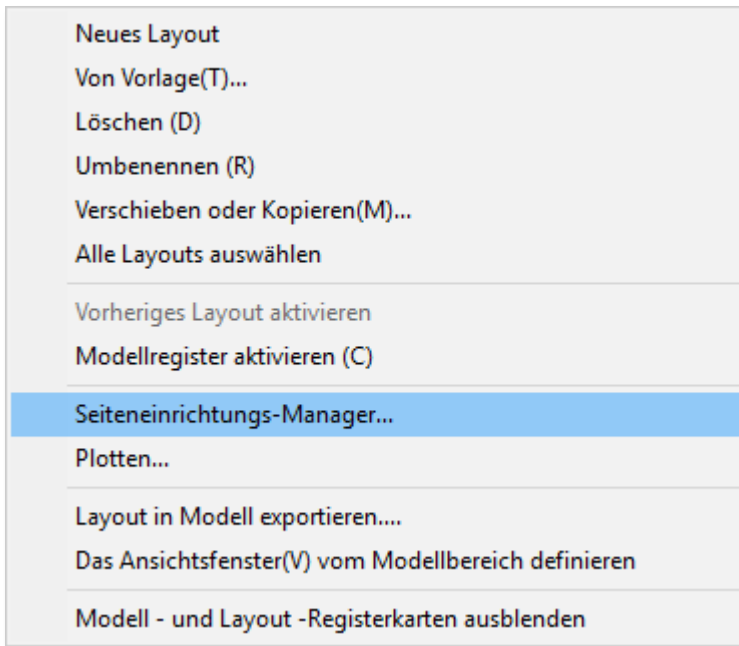 Neues Layout
Von Vorlage(T)...
Löschen (D)
Umbenennen (R)
Verschieben oder Kopieren(M)...
Alle Layouts auswählen
Vorheriges Layout aktivieren
Modellregister aktivieren (C)
Seiteneinrichtungs-Manager...
Plotten...
Layout in Modell exportieren....
Das Ansichtsfenster(V) vom Modellbereich definieren
Modell - und Layout -Registerkarten ausblenden